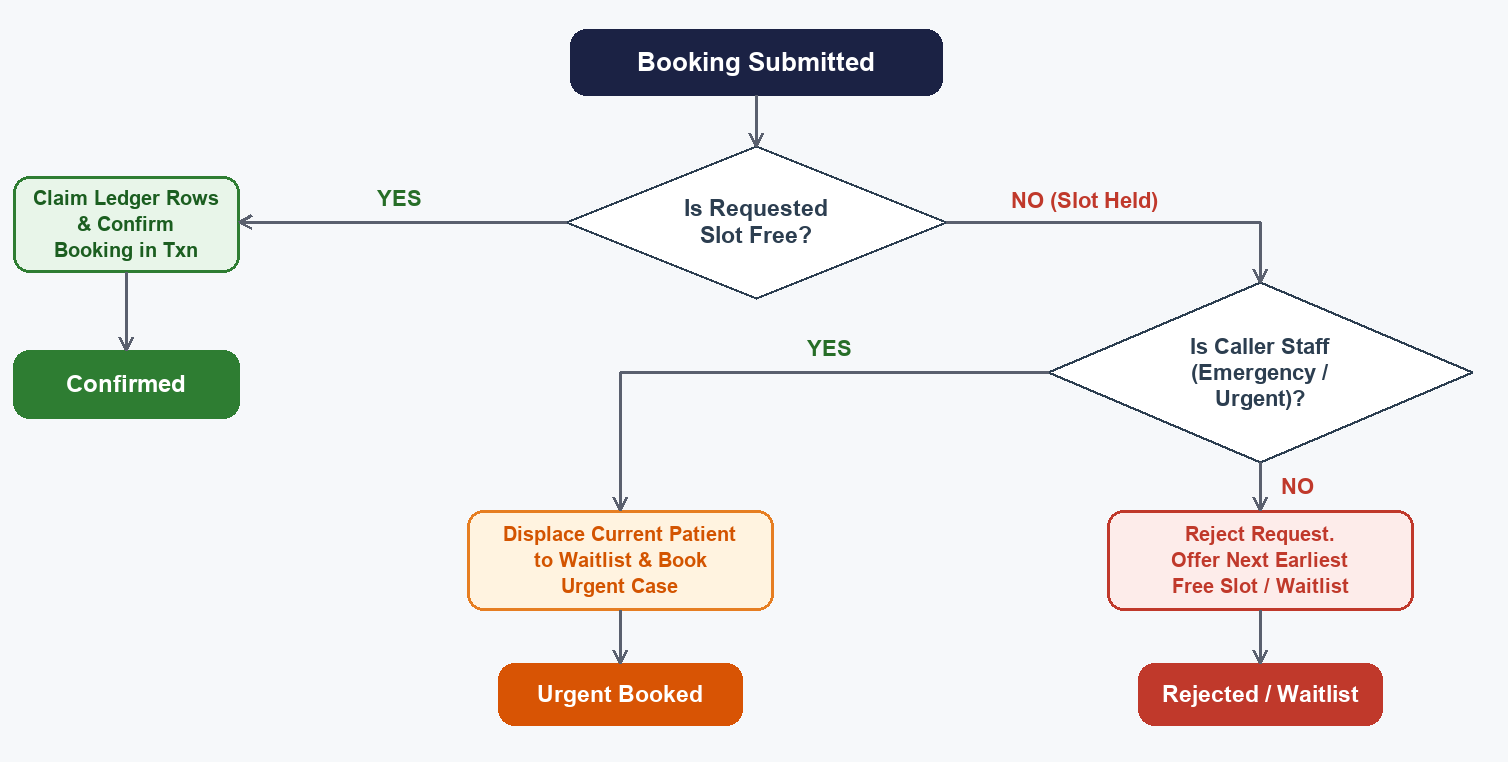 Booking Submitted
Is Requested
Slot Free?
YES
NO (Slot Held)
Claim Ledger Rows
& Confirm
Booking in Txn
Confirmed
Is Caller Staff
(Emergency /
Urgent)?
YES
NO
Displace Current Patient
to Waitlist & Book
Urgent Case
Urgent Booked
Reject Request.
Offer Next Earliest
Free Slot / Waitlist
Rejected / Waitlist